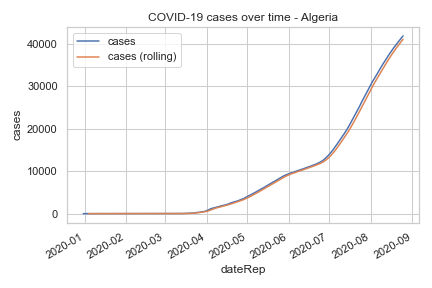 COVID-19 cases over time - Algeria
cases
cases (rolling)
40000
30000
20000
10000
0
cases
2020-01
2020-02
2020-03
2020-04
2020-05
2020-06
2020-07
2020-08
2020-09
dateRep